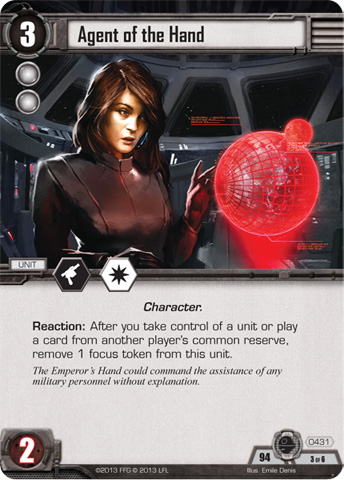 3
Agent of the Hand
UNIT
Character.
Reaction: After you take control of a unit or play
a card from another player's common reserve,
remove 1 focus token from this unit.
The Emperor's Hand could command the assistance of any
military personnel without explanation.
2
0431
94
3 of 6
©2013 FFG © 2013 LFL
Illus. Emile Denis